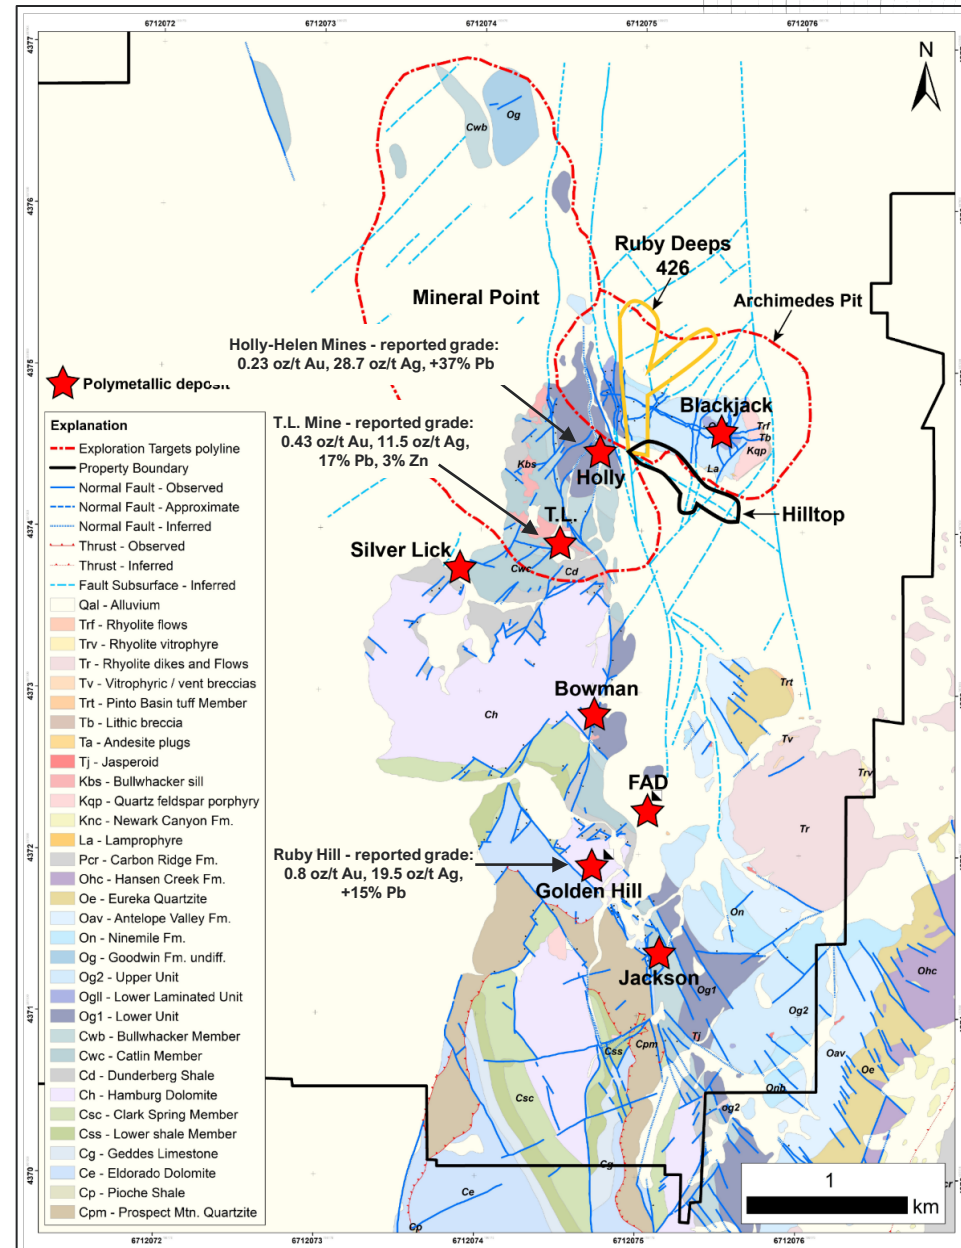 6712072
6712073
6712074
6712075
6712076
4377
4376
4375
4374
4373
4372
4371
4370
N
Cwb
Og
Ruby Deeps
426
Mineral Point
Archimedes Pit
Holly-Helen Mines - reported grade:
0.23 oz/t Au, 28.7 oz/t Ag, +37% Pb
Polymetallic deposit
Blackjack
Trf
Tb
Kqp
La
T.L. Mine - reported grade:
0.43 oz/t Au, 11.5 oz/t Ag,
17% Pb, 3% Zn
Kbs
Holly
Hilltop
T.L.
Silver Lick
Cwc
Cd
Bowman
Ch
Trt
Tv
Trv
FAD
Tr
Ruby Hill - reported grade:
0.8 oz/t Au, 19.5 oz/t Ag,
+15% Pb
Golden Hill
On
Jackson
Og1
Ohc
Og2
Tj
Css
Cpm
Oav
Oe
Csc
Onb
og2
Cg
Ce
Cp
cr
Explanation
Exploration Targets polyline
Property Boundary
Normal Fault - Observed
Normal Fault - Approximate
Normal Fault - Inferred
Thrust - Observed
Thrust - Inferred
Fault Subsurface - Inferred
Qal - Alluvium
Trf - Rhyolite flows
Trv - Rhyolite vitrophyre
Tr - Rhyolite dikes and Flows
Tv - Vitrophyric / vent breccias
Trt - Pinto Basin tuff Member
Tb - Lithic breccia
Ta - Andesite plugs
Tj - Jasperoid
Kbs - Bullwhacker sill
Kqp - Quartz feldspar porphyry
Knc - Newark Canyon Fm.
La - Lamprophyre
Pcr - Carbon Ridge Fm.
Ohc - Hansen Creek Fm.
Oe - Eureka Quartzite
Oav - Antelope Valley Fm.
On - Ninemile Fm.
Og - Goodwin Fm. undiff.
Og2 - Upper Unit
Ogll - Lower Laminated Unit
Og1 - Lower Unit
Cwb - Bullwhacker Member
Cwc - Catlin Member
Cd - Dunderberg Shale
Ch - Hamburg Dolomite
Csc - Clark Spring Member
Css - Lower shale Member
Cg - Geddes Limestone
Ce - Eldorado Dolomite
Cp - Pioche Shale
Cpm - Prospect Mtn. Quartzite
1
km
6712072
6712073
6712074
6712075
6712076